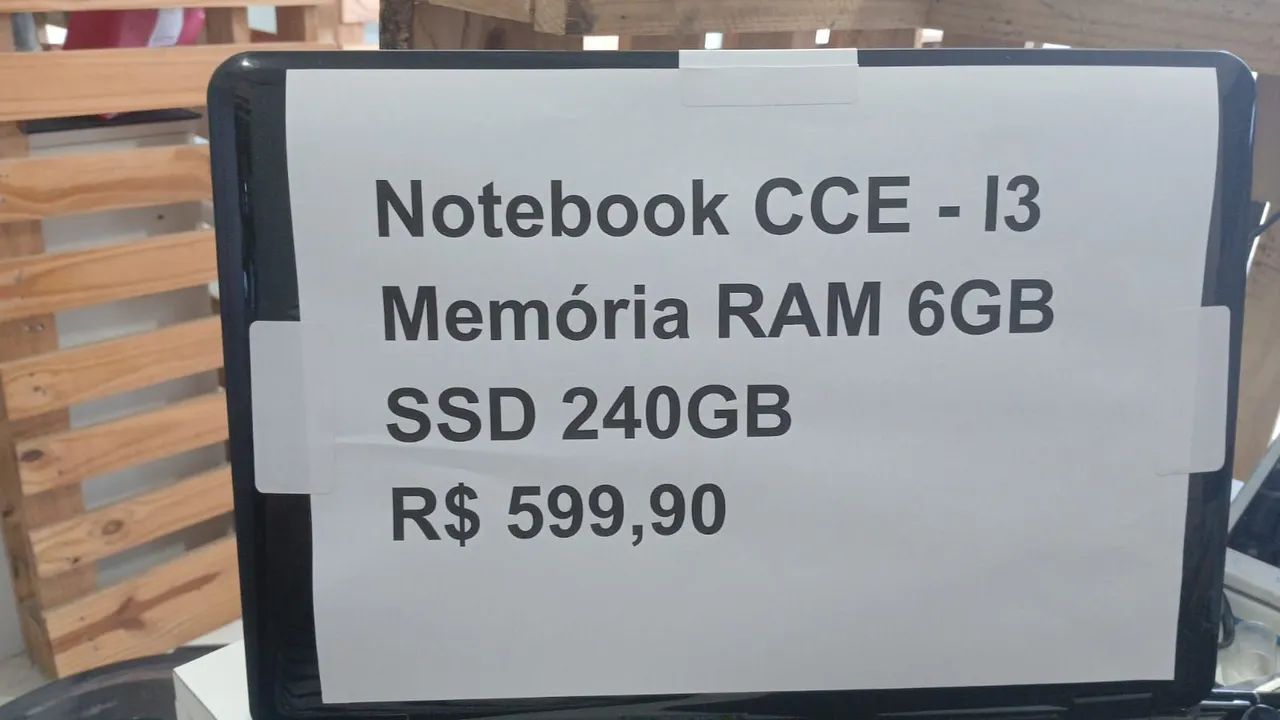 Notebook CCE - I3
Memória RAM 6GB
SSD 240GB
R$ 599,90